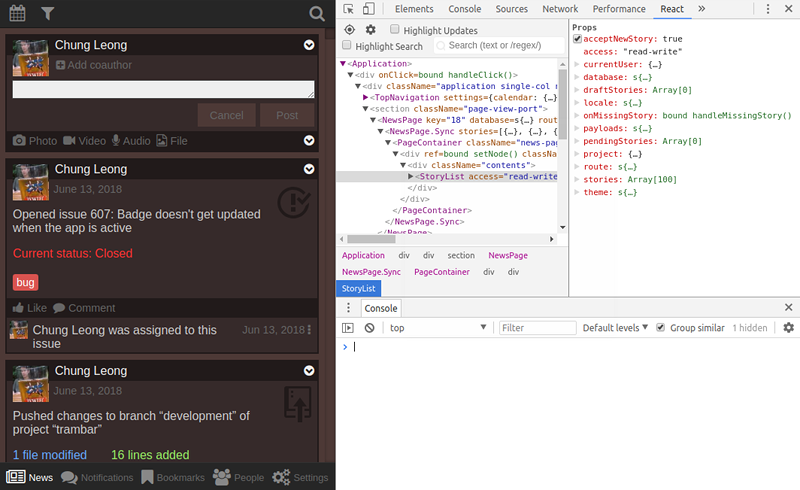 Chung Leong
Add coauthor
Cancel
Post
Photo
Video
Audio
File
Chung Leong
June 13, 2018
Opened issue 607: Badge doesn't get updated
when the app is active
Current status: Closed
bug
Like
Comment
Chung Leong was assigned to this
issue
Jun 13, 2018
Chung Leong
June 13, 2018
Pushed changes to branch “development” of
project “trambar”
1 file modified
16 lines added
News
Notifications
Bookmarks
People
Settings
Elements
Console
Sources
Network
Performance
React
»
Highlight Updates
Highlight Search
Search (text or /regex/)
<Application>
<div onClick=bound handleClick()>
<div className="application single-col
<TopNavigation settings={calendar: {…}
<section className="page-view-port">
<NewsPage key="18" database=s{…} rout
<NewsPage.Sync stories=[{…}, {…}, {
<PageContainer className="news-pag
<div ref=bound setNode() classNa
<div className="contents">
<StoryList access="read-write
</div>
</div>
</PageContainer>
</NewsPage.Sync>
</NewsPage>
Application
div
div
section
NewsPage
NewsPage.Sync
PageContainer
div
div
StoryList
Props
acceptNewStory: true
access: "read-write"
currentUser: {…}
database: s{…}
draftStories: Array[0]
locale: s{…}
onMissingStory: bound handleMissingStory()
payloads: s{…}
pendingStories: Array[0]
project: {…}
route: s{…}
stories: Array[100]
theme: s{…}
Console
top
Filter
Default levels
Group similar
1 hidden